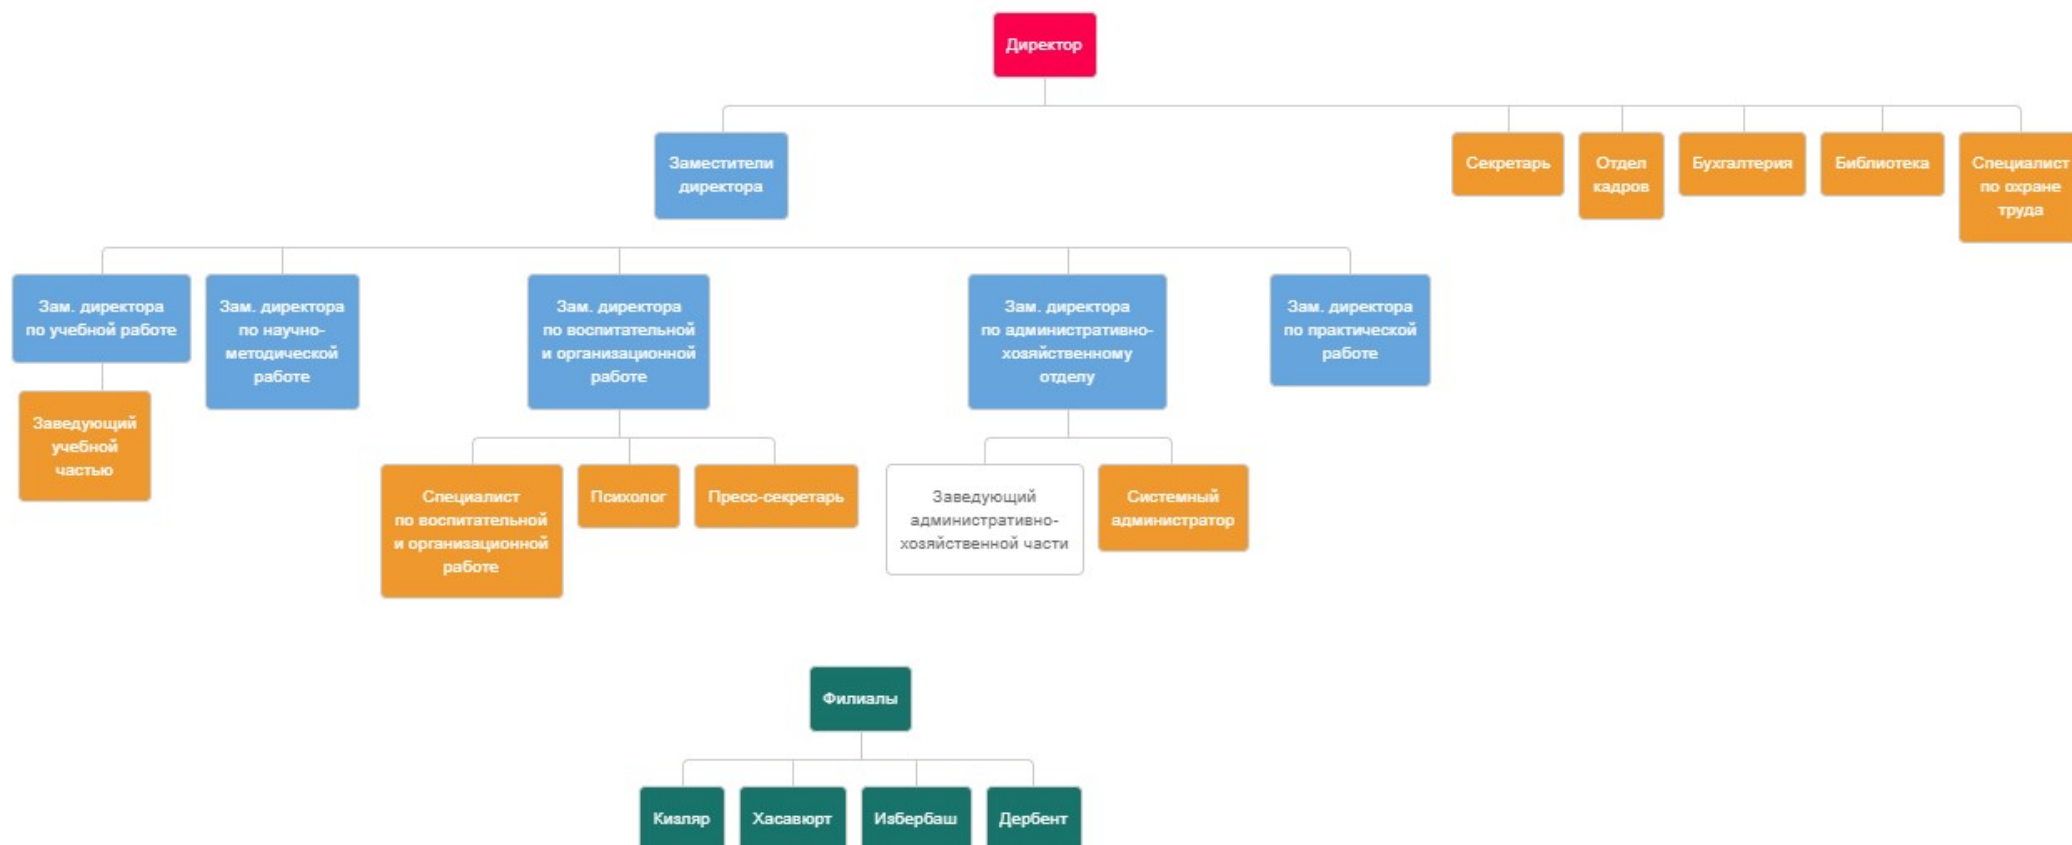 Директор
Заместители
директора
Секретарь
Отдел
кадров
Бухгалтерия
Библиотека
Специалист
по охране
труда
Зам. директора
по учебной работе
Зам. директора
по научно-
методической
работе
Зам. директора
по воспитательной
и организационной
работе
Зам. директора
по административно-
хозяйственному
отделу
Зам. директора
по практической
работе
Заведующий
учебной
частью
Специалист
по воспитательной
и организационной
работе
Психолог
Пресс-секретарь
Заведующий
административно-
хозяйственной части
Системный
администратор
Филиалы
Кизляр
Хасавюрт
Избербаш
Дербент